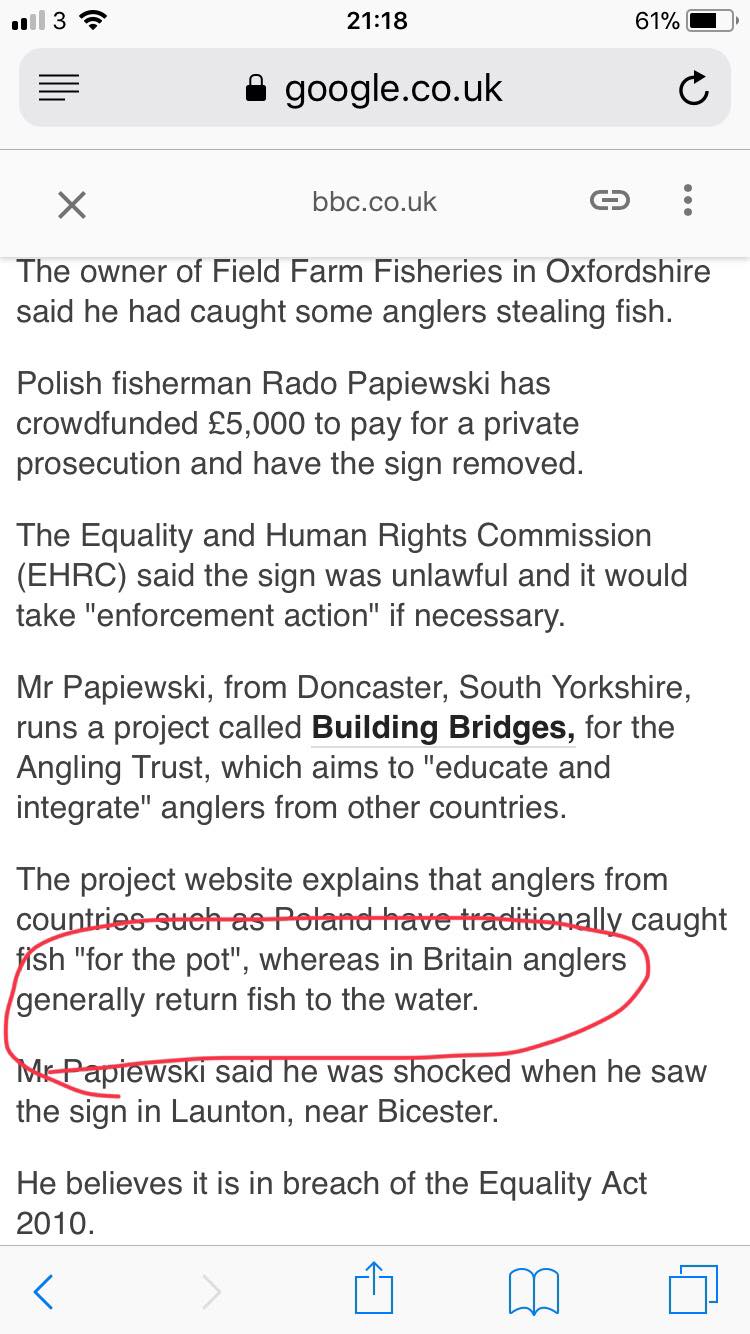 3
21:18
61%
google.co.uk
bbc.co.uk
The owner of Field Farm Fisheries in Oxfordshire
said he had caught some anglers stealing fish.
Polish fisherman Rado Papiewski has
crowdfunded £5,000 to pay for a private
prosecution and have the sign removed.
The Equality and Human Rights Commission
(EHRC) said the sign was unlawful and it would
take "enforcement action" if necessary.
Mr Papiewski, from Doncaster, South Yorkshire,
runs a project called Building Bridges, for the
Angling Trust, which aims to "educate and
integrate" anglers from other countries.
The project website explains that anglers from
countries such as Poland have traditionally caught
fish "for the pot", whereas in Britain anglers
generally return fish to the water.
Mr Papiewski said he was shocked when he saw
the sign in Launton, near Bicester.
He believes it is in breach of the Equality Act
2010.